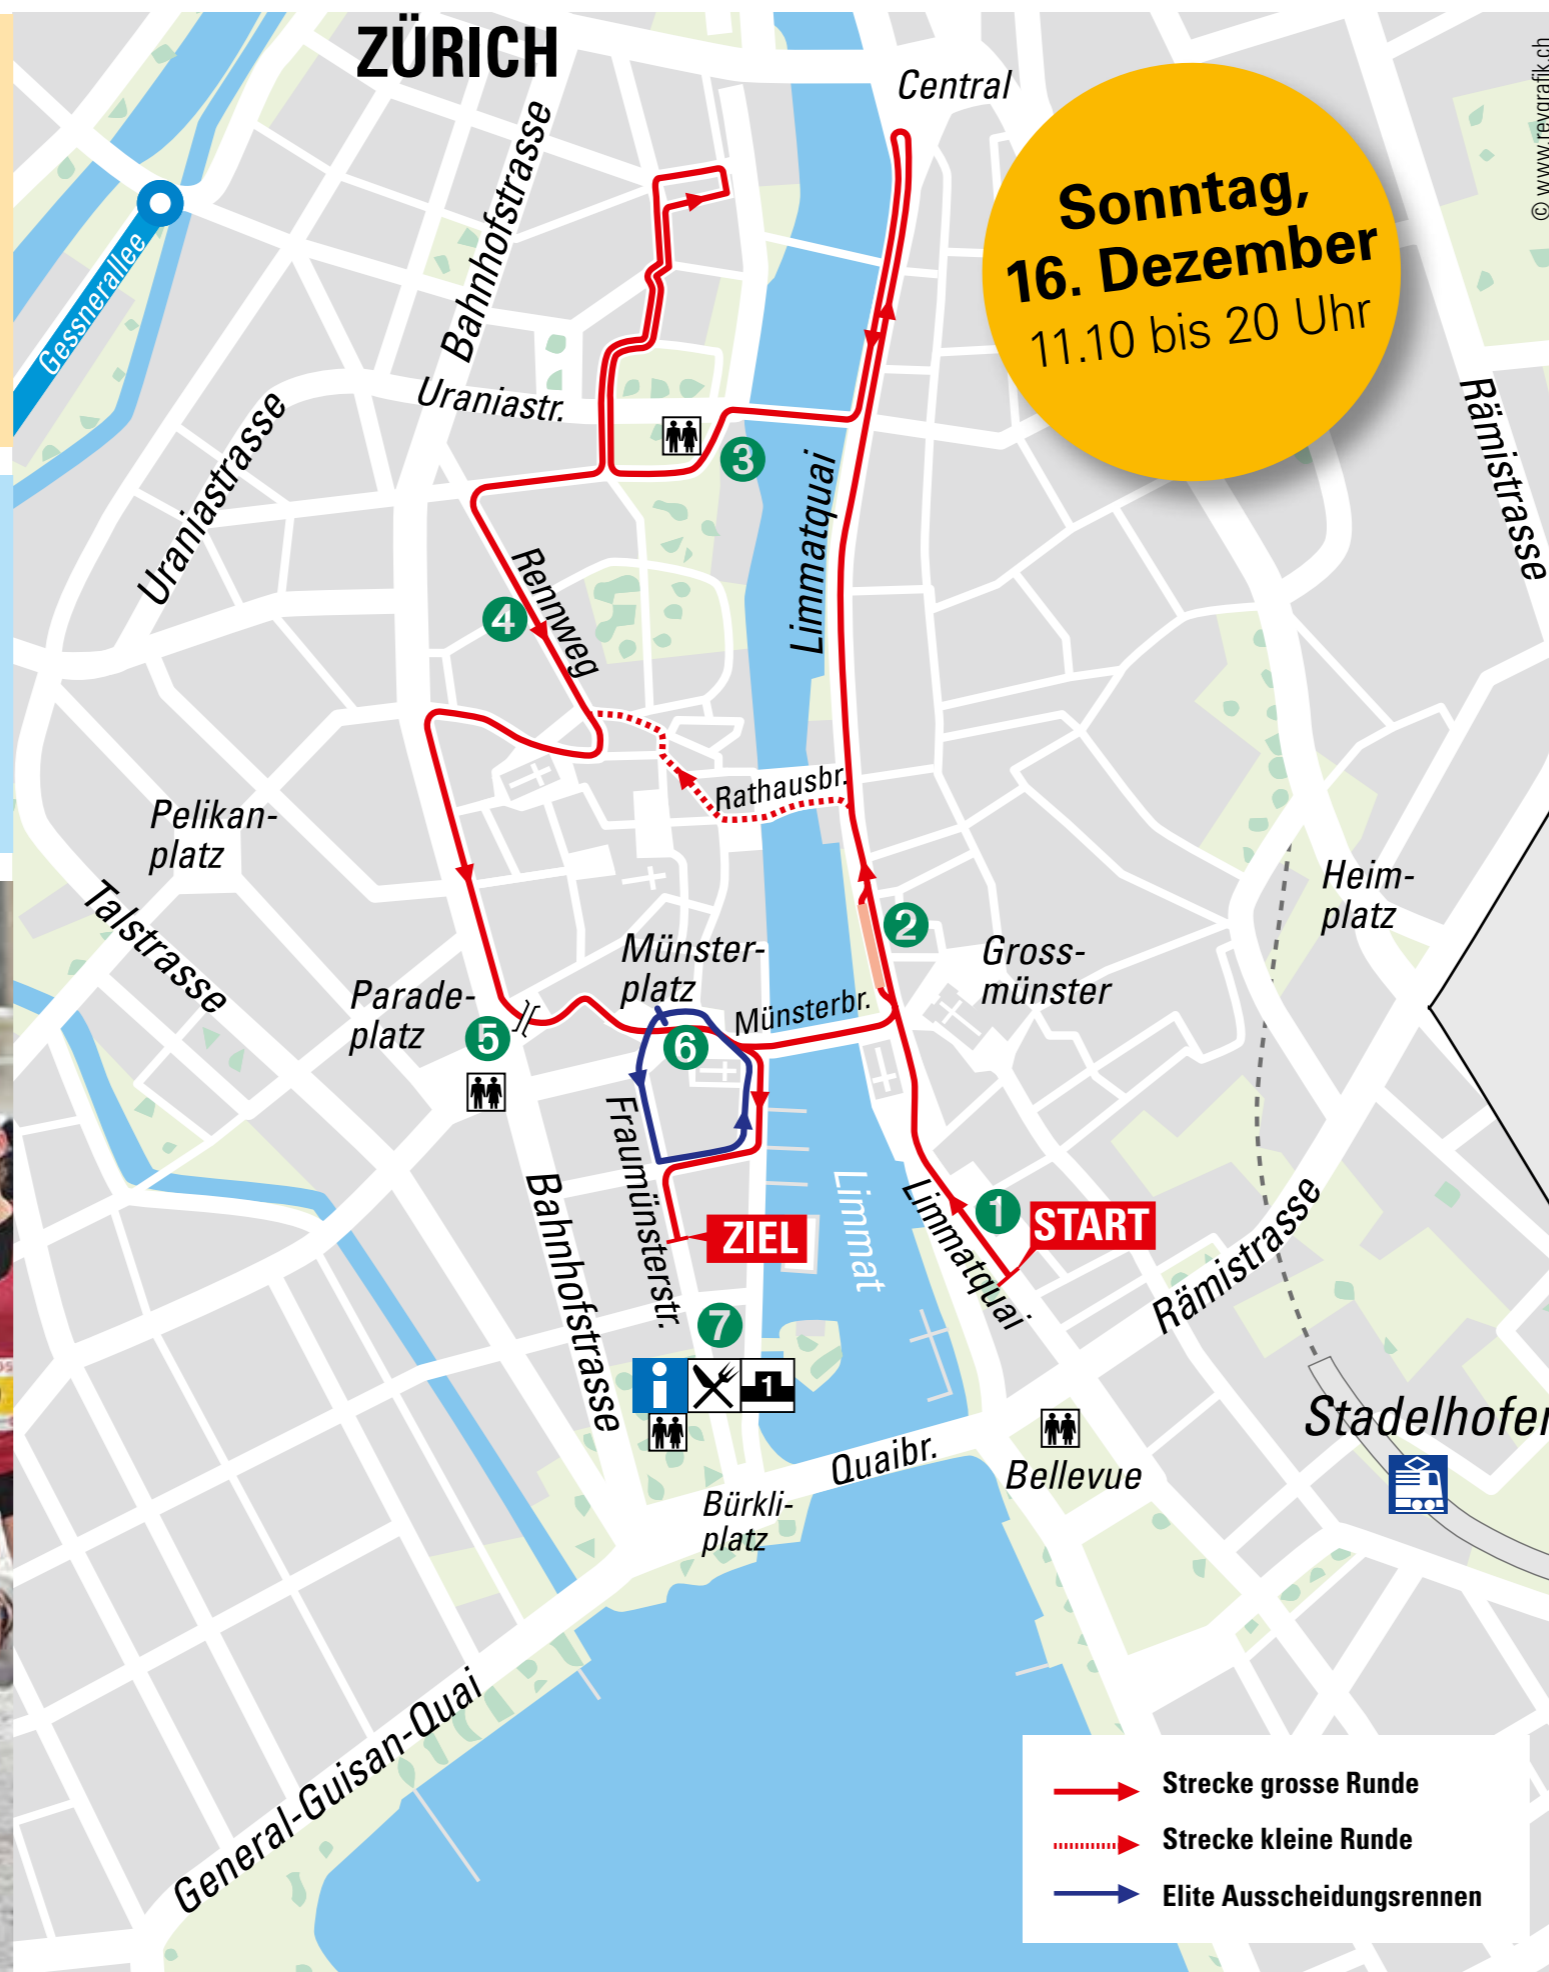 ZÜRICH
Central
© www.revgrafik.ch
Sonntag,
16. Dezember
11.10 bis 20 Uhr
Bahnhofstrasse
Gessnerallee
Uraniastr.
Uraniastrasse
3
Limmatquai
Rämistrasse
Rennweg
4
Rathausbr.
Pelikan-
platz
Heim-
platz
Talstrasse
2
Gross-
münster
Münster-
platz
Münsterbr.
Parade-
platz
5
6
Fraumünsterstr.
Bahnhofstrasse
Limmat
Limmatquai
1
START
ZIEL
Rämistrasse
7
i
1
Stadelhofen
Quaibr.
Bellevue
Bürkli-
platz
General-Guisan-Quai
Strecke grosse Runde
Strecke kleine Runde
Elite Ausscheidungsrennen